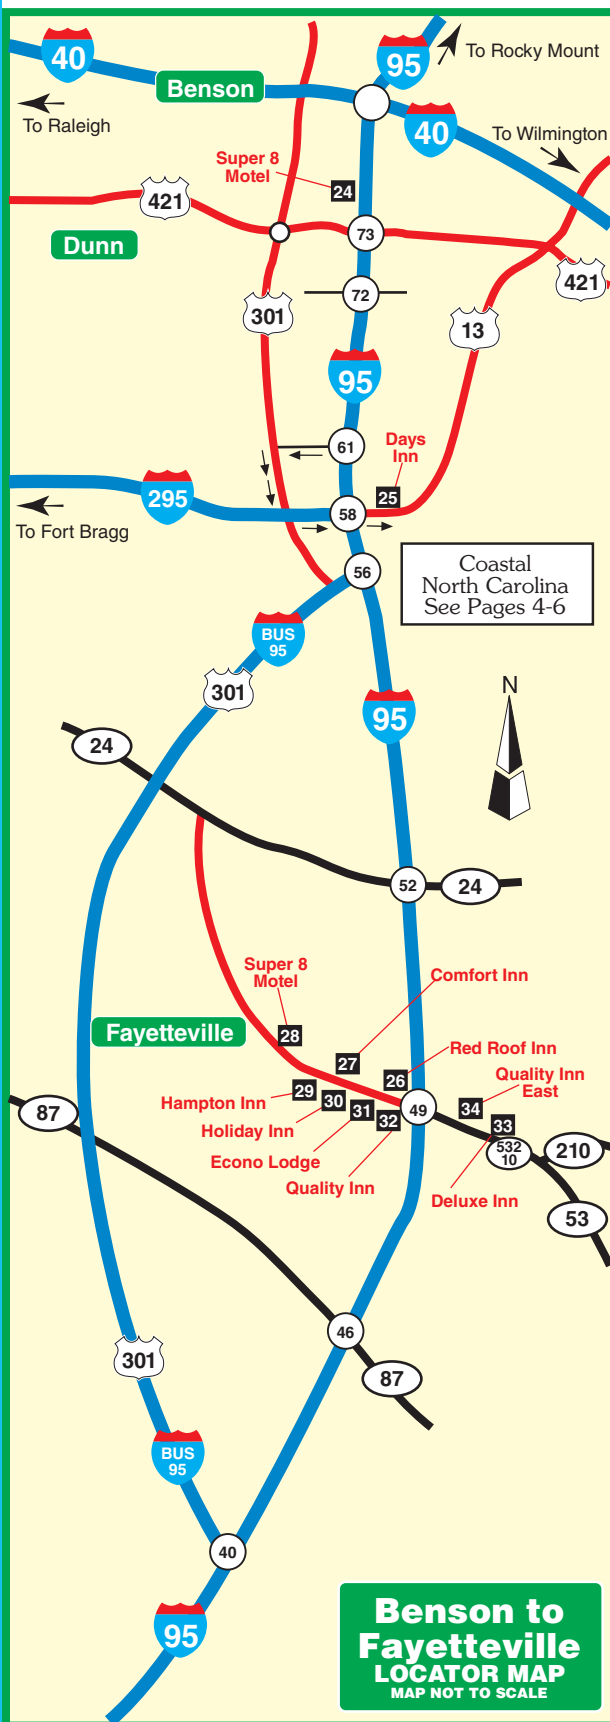 40
95
To Rocky Mount
Benson
To Raleigh
40
To Wilmington
Super 8
Motel
24
421
73
Dunn
421
72
301
13
95
61
Days
Inn
25
295
58
To Fort Bragg
56
Coastal
North Carolina
See Pages 4-6
BUS
95
301
N
95
24
52
24
Super 8
Motel
Comfort Inn
Fayetteville
28
27
Red Roof Inn
26
Quality Inn
East
29
Hampton Inn
30
Holiday Inn
31
Econo Lodge
32
Quality Inn
49
34
33
87
532
10
210
Deluxe Inn
53
46
87
301
BUS
95
40
95
Benson to
Fayetteville
LOCATOR MAP
MAP NOT TO SCALE